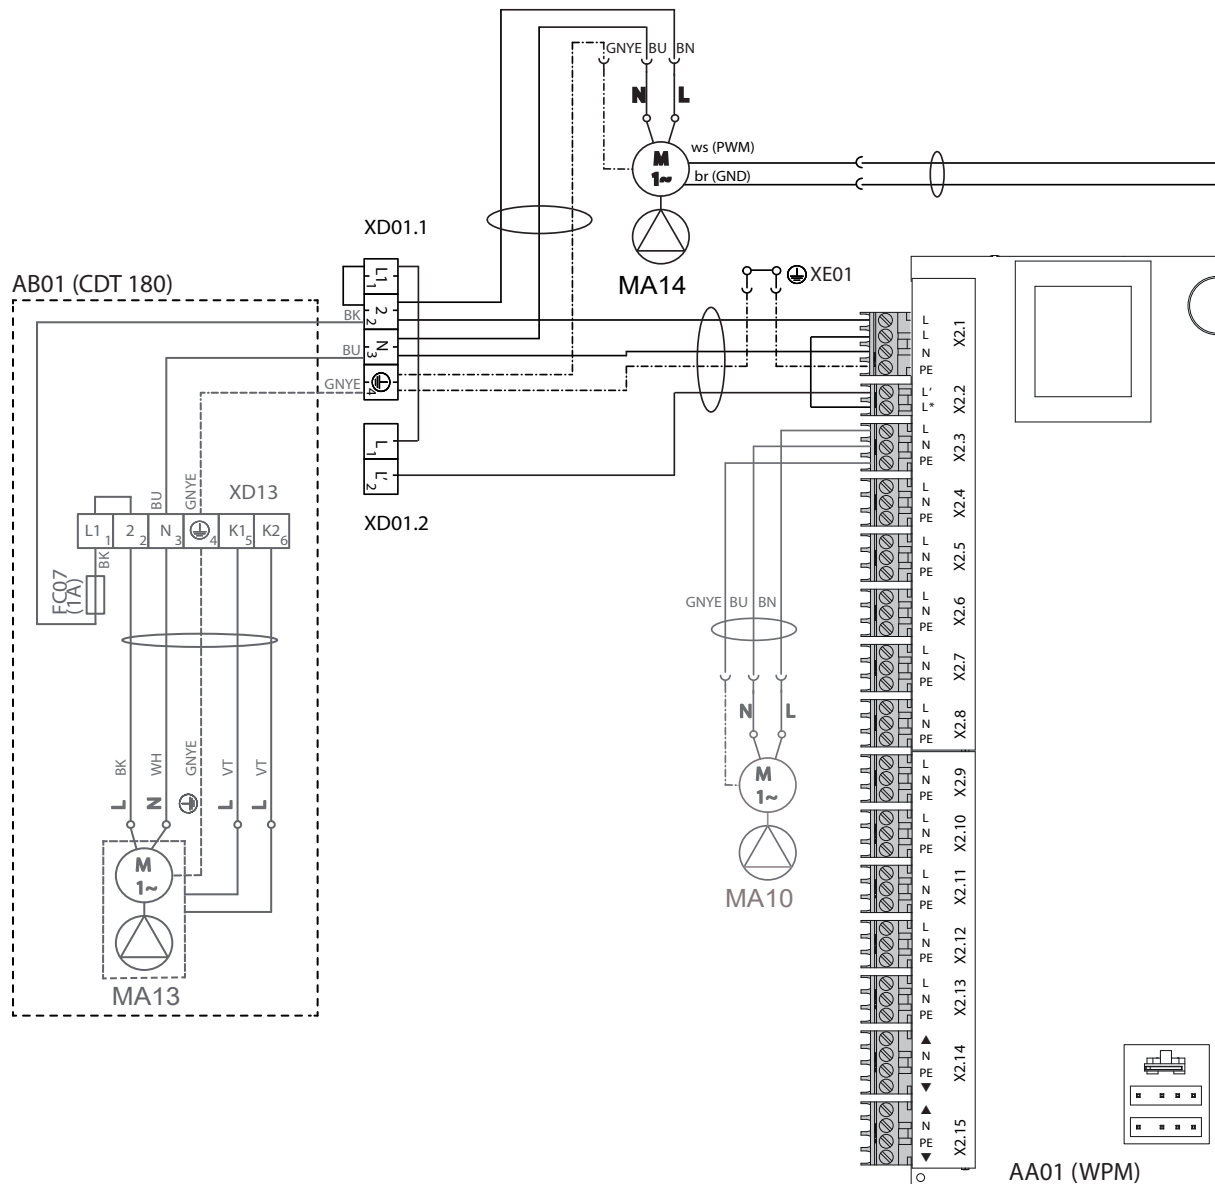 GNYE BU BN
N L
ws (PWM)
M
1~
br (GND)
MA14
XD01.1
L1 1
2 2
N 3
4
BK
BU
GNYE
L 1
L' 2
XD01.2
XE01
AB01 (CDT 180)
BU
GNYE
XD13
L1 1
2 2
N 3
4
K1 5
K2 6
BK
FC07
(1A)
BK
WH
GNYE
VT
VT
L
N
L
L
M
1~
MA13
GNYE BU BN
N L
M
1~
MA10
L
L
N
PE
X2.1
L'
L*
X2.2
L
N
PE
X2.3
L
N
PE
X2.4
L
N
PE
X2.5
L
N
PE
X2.6
L
N
PE
X2.7
L
N
PE
X2.8
L
N
PE
X2.9
L
N
PE
X2.10
L
N
PE
X2.11
L
N
PE
X2.12
L
N
PE
X2.13
▲
N
PE
▼
X2.14
▲
N
PE
▼
X2.15
AA01 (WPM)